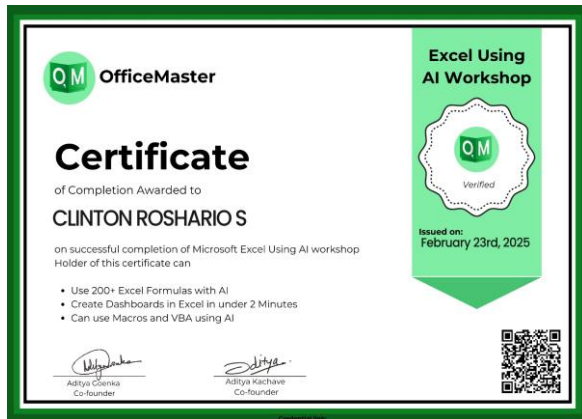 OM OfficeMaster
Certificate
of Completion Awarded to
CLINTON ROSHARIO S
on successful completion of Microsoft Excel Using AI workshop
Holder of this certificate can
• Use 200+ Excel Formulas with AI
• Create Dashboards in Excel in under 2 Minutes
• Can use Macros and VBA using AI
Aditya Goenka
Co-founder
Aditya
Aditya Kachave
Co-founder
Excel Using
AI Workshop
OM
Verified
Issued on:
February 23rd, 2025